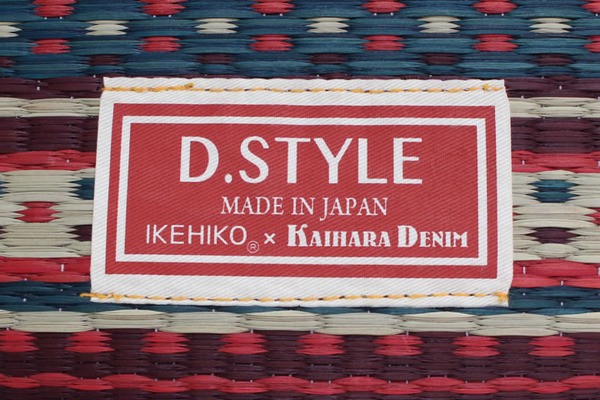 D.STYLE
MADE IN JAPAN
IKEHIKO® × KAIHARA DENIM